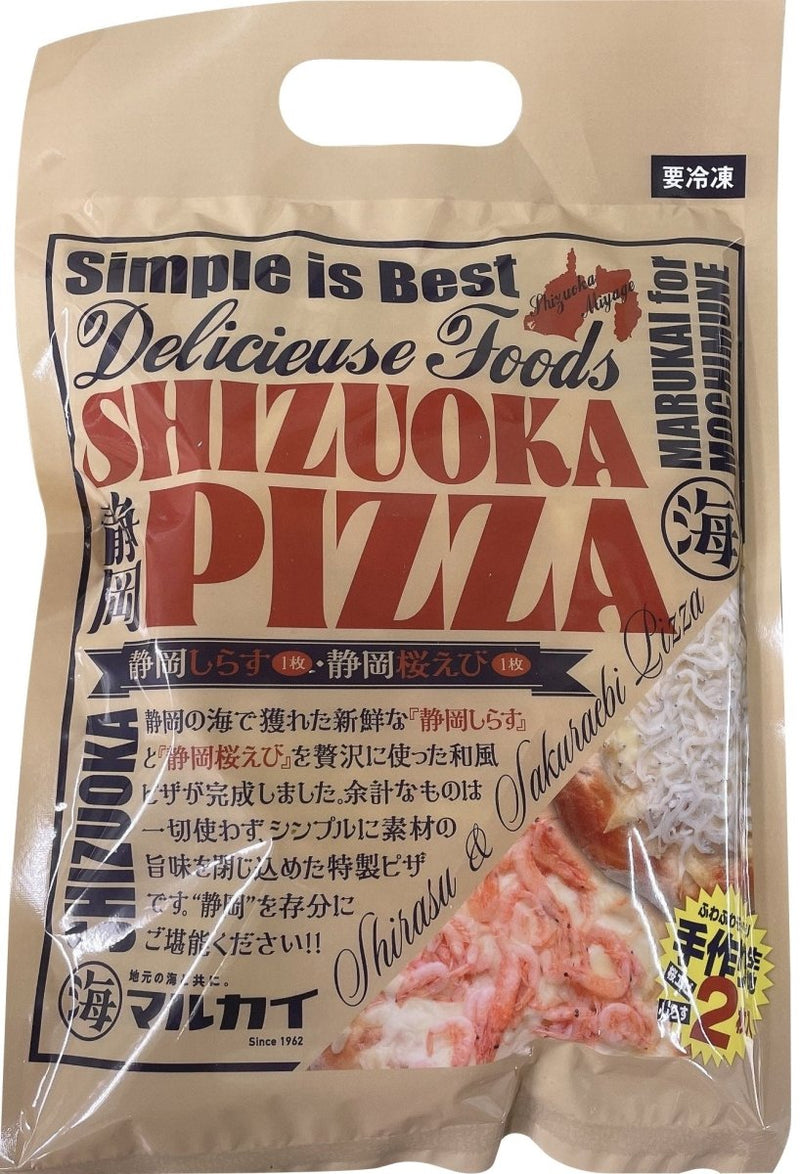 要冷凍
Simple is Best
Shizuoka
Miyage
Delicieuse Foods
MARUKAI for
MOCHIMUNE
SHIZUOKA
PIZZA
海
静岡
静岡しらす1枚・静岡桜えび1枚
SHIZUOKA
静岡の海で獲れた新鮮な『静岡しらす』
と『静岡桜えび』を贅沢に使った和風
ピザが完成しました。余計なものは
一切使わず、シンプルに素材の
旨味を閉じ込めた特製ピザ
です。“静岡”を存分に
ご堪能ください!!
Shirasu & Sakuraebi Pizza
海
地元の海と共に。
マルカイ
Since 1962
ふわふわ
手作
2